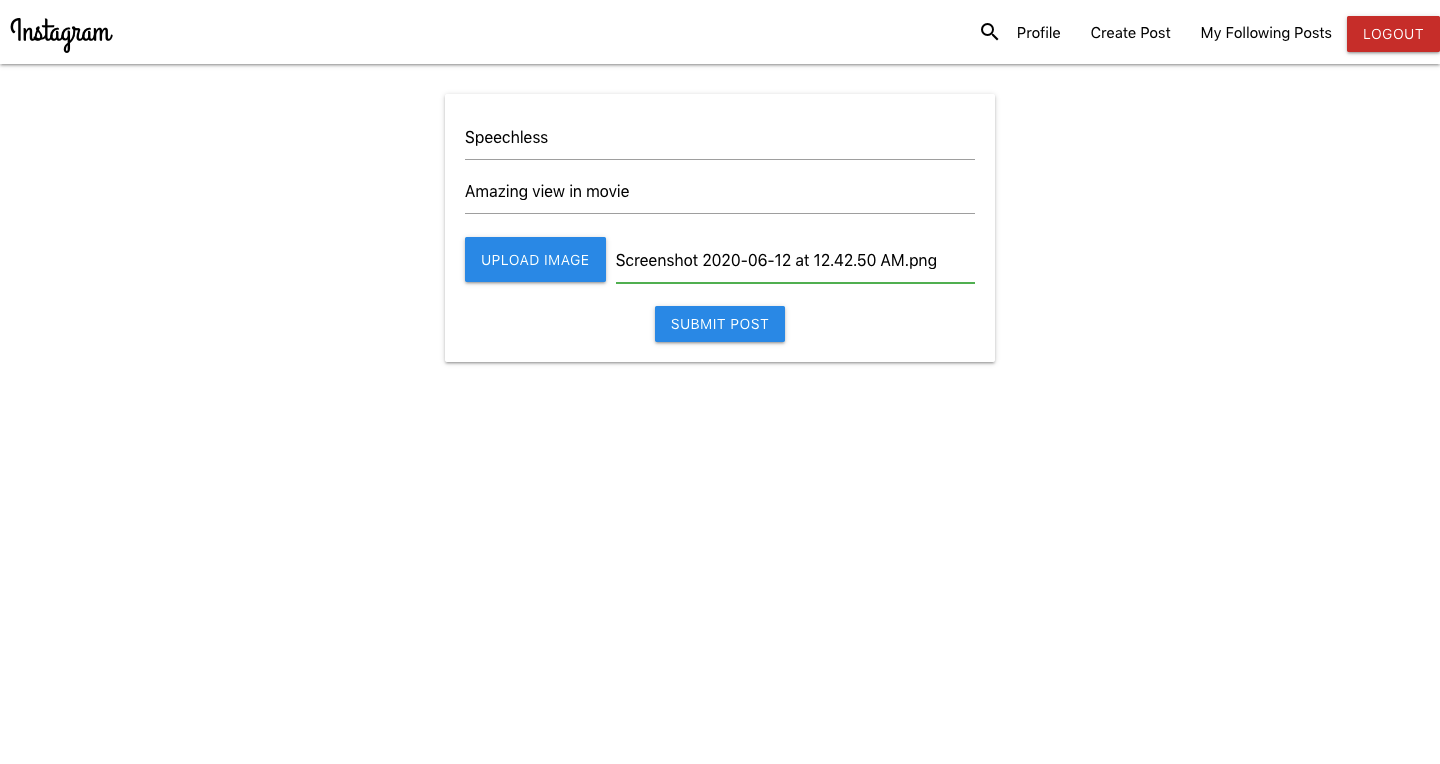 Instagram
Profile Create Post My Following Posts LOGOUT
Speechless
Amazing view in movie
UPLOAD IMAGE Screenshot 2020-06-12 at 12.42.50 AM.png
SUBMIT POST